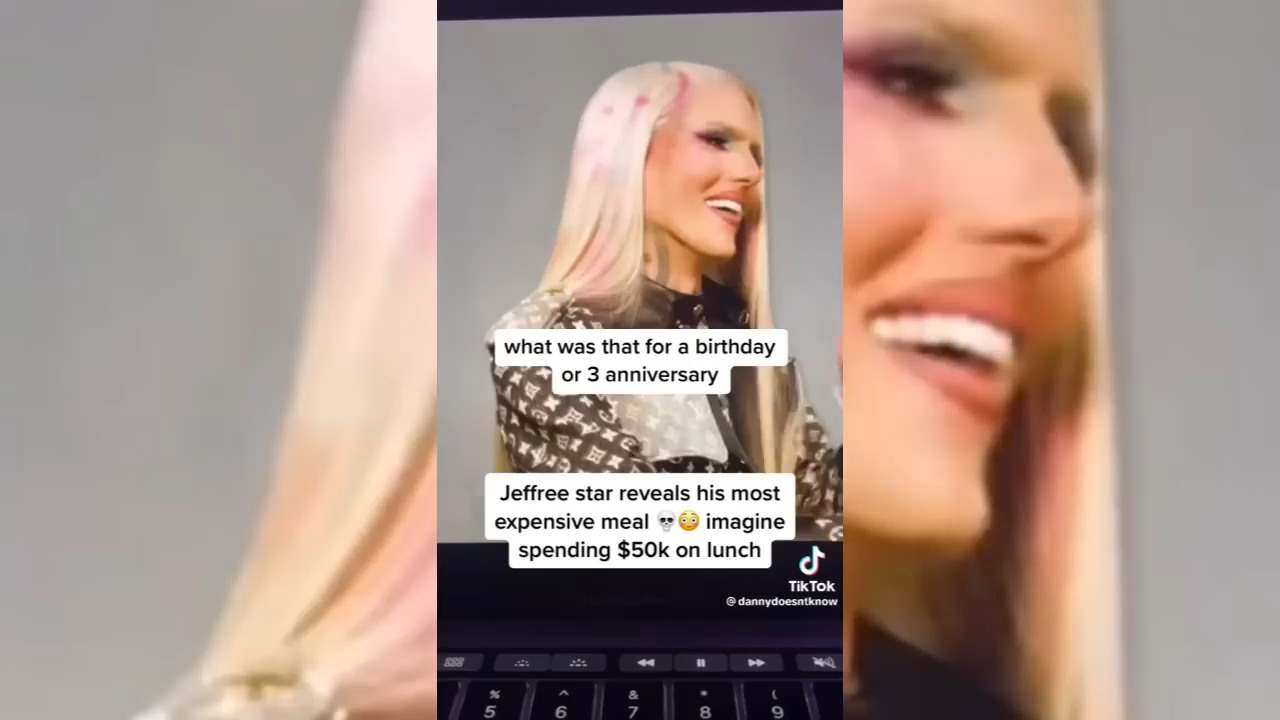 what was that for a birthday
or 3 anniversary
Jeffree star reveals his most
expensive meal 💀😳 imagine
spending $50k on lunch
TikTok
@dannydoesntknow
% ^ & * (
5 6 7 8 9